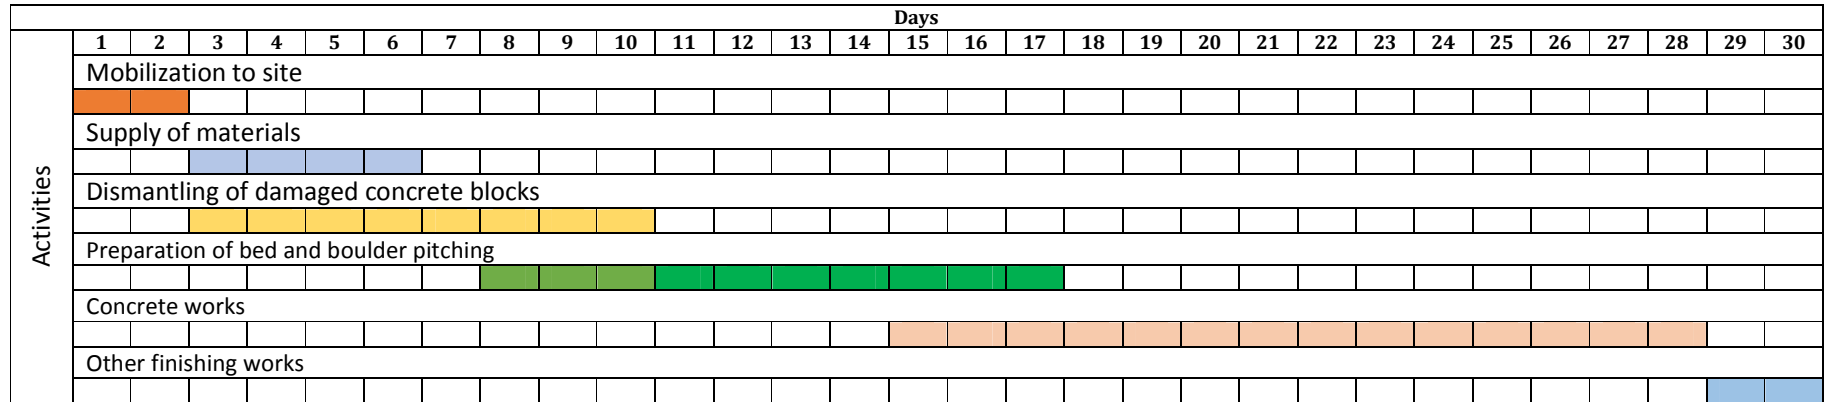 Days
1 2 3 4 5 6 7 8 9 10 11 12 13 14 15 16 17 18 19 20 21 22 23 24 25 26 27 28 29 30
Activities
Mobilization to site
Supply of materials
Dismantling of damaged concrete blocks
Preparation of bed and boulder pitching
Concrete works
Other finishing works